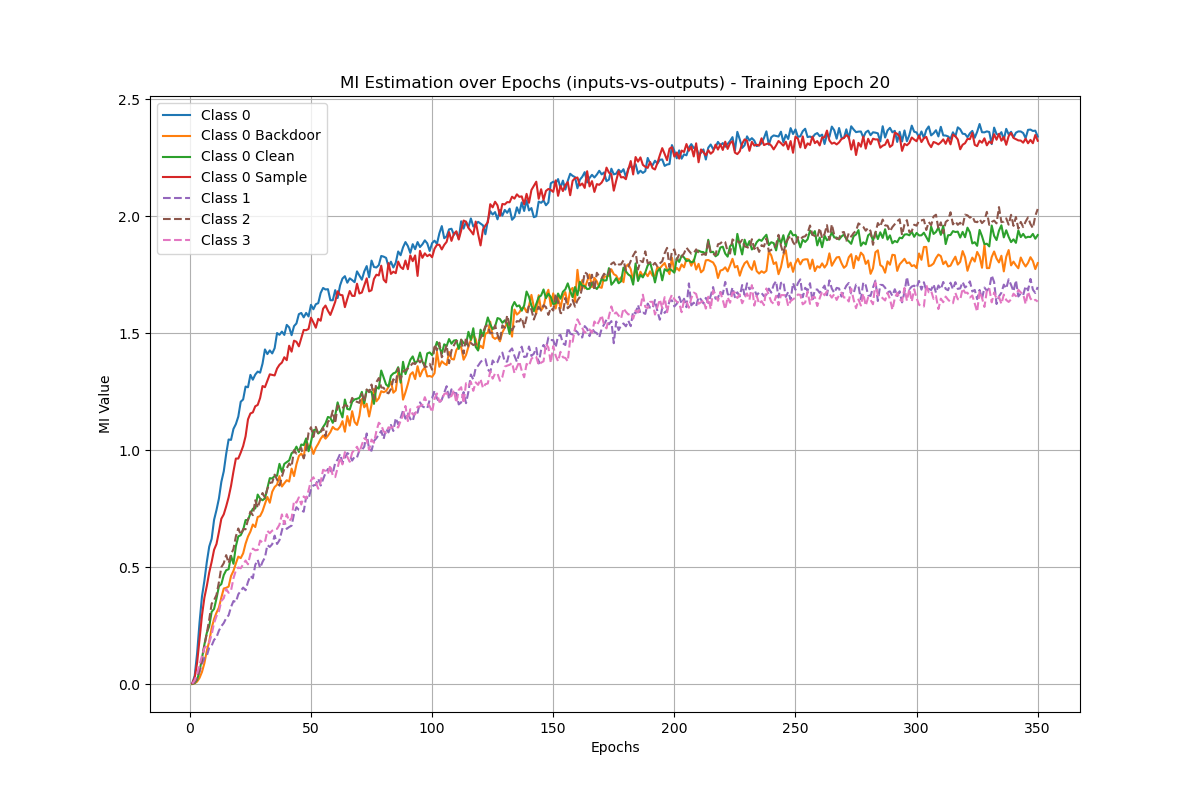 MI Estimation over Epochs (inputs-vs-outputs) - Training Epoch 20
2.5
2.0
1.5
1.0
0.5
0.0
MI Value
Class 0
Class 0 Backdoor
Class 0 Clean
Class 0 Sample
Class 1
Class 2
Class 3
0 50 100 150 200 250 300 350
Epochs